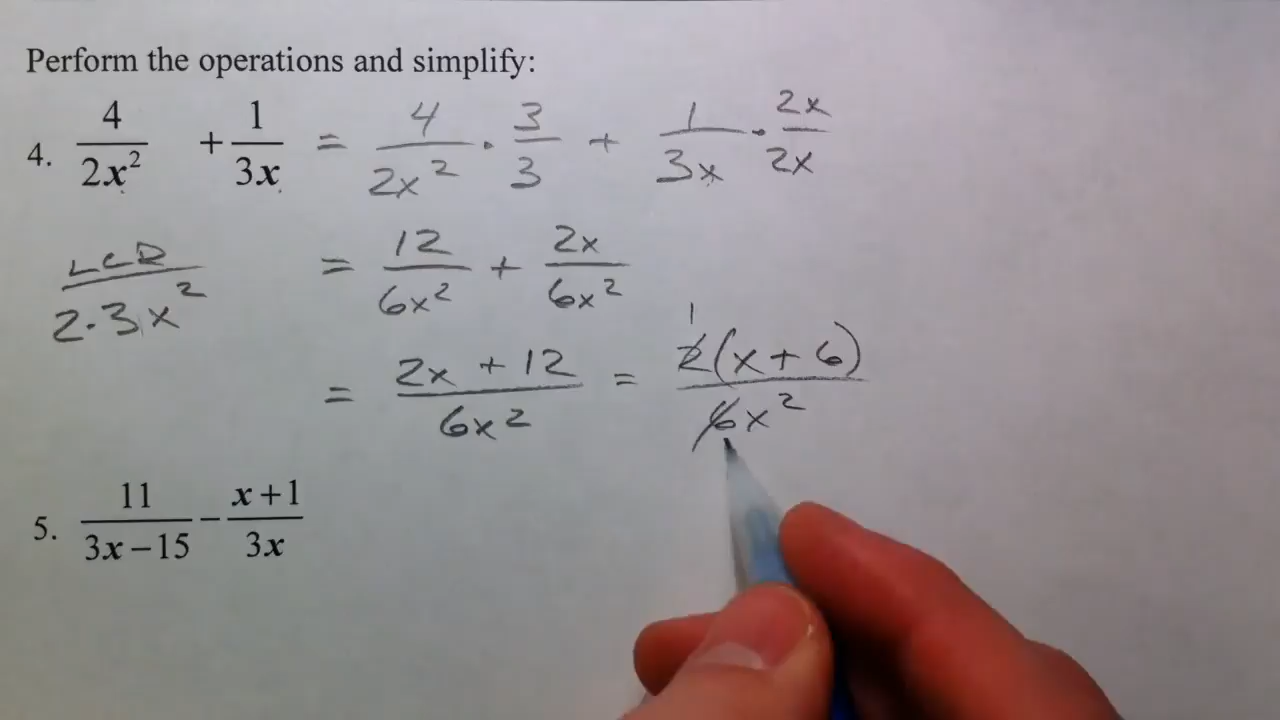 Perform the operations and simplify:
4. 4/2x² + 1/3x = 4/2x² · 3/3 + 1/3x · 2x/2x
LCD
2·3x²
= 12/6x² + 2x/6x²
= 2x + 12/6x² = 2(x+6)/6x²
1
5. 11/3x−15 − x+1/3x